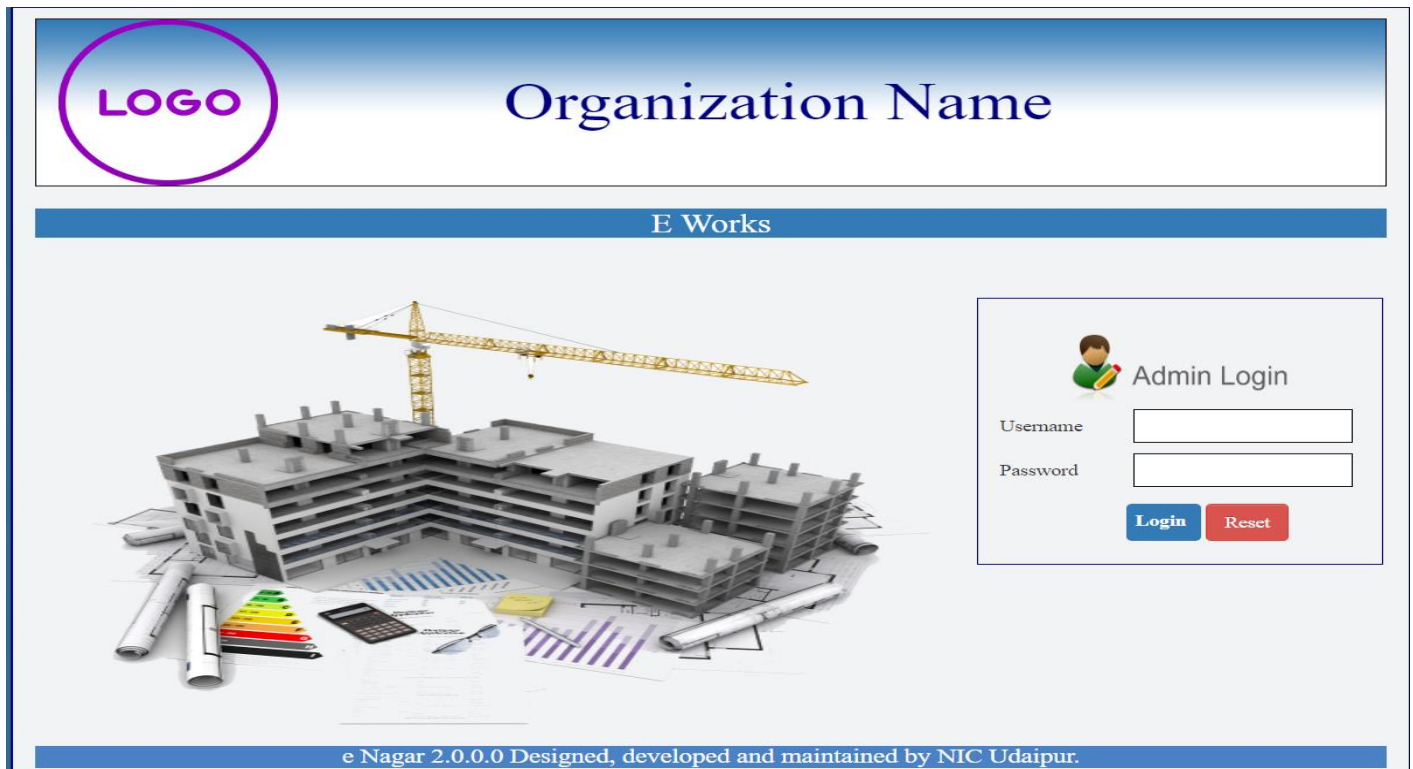 LOGO
Organization Name
E Works
Admin Login
Username
Password
Login Reset
e Nagar 2.0.0.0 Designed, developed and maintained by NIC Udaipur.